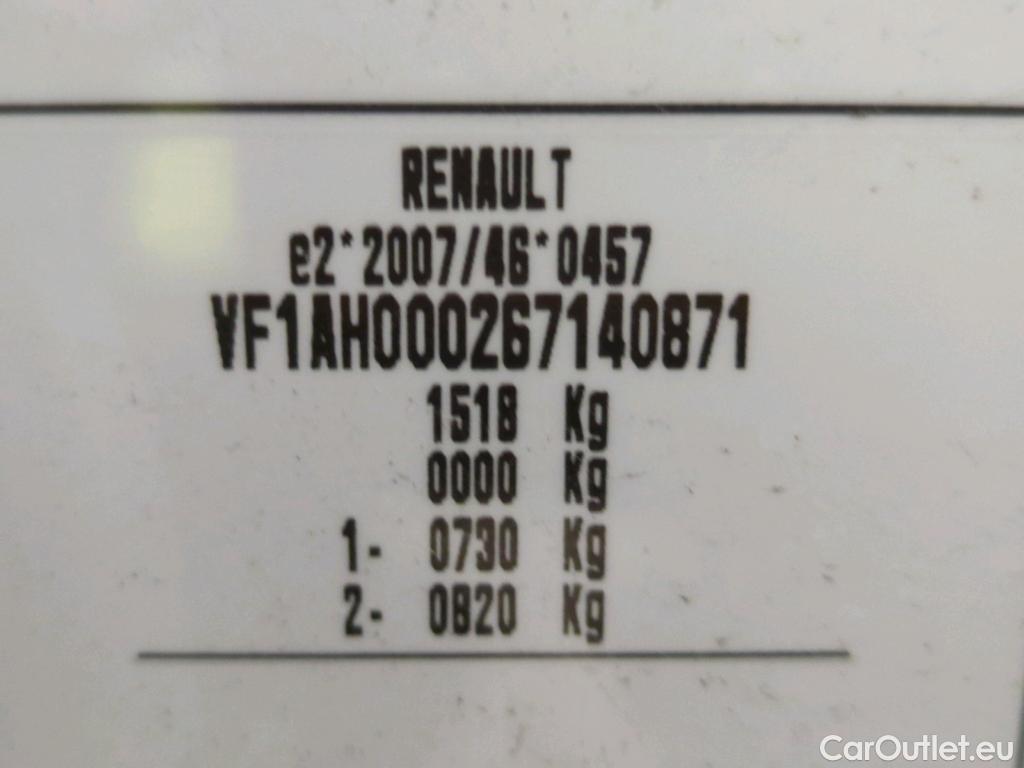 RENAULT
e2*2007/46*0457
VF1AH000267140871
1518 Kg
0000 Kg
1- 0730 Kg
2- 0820 Kg
CarOutlet.eu